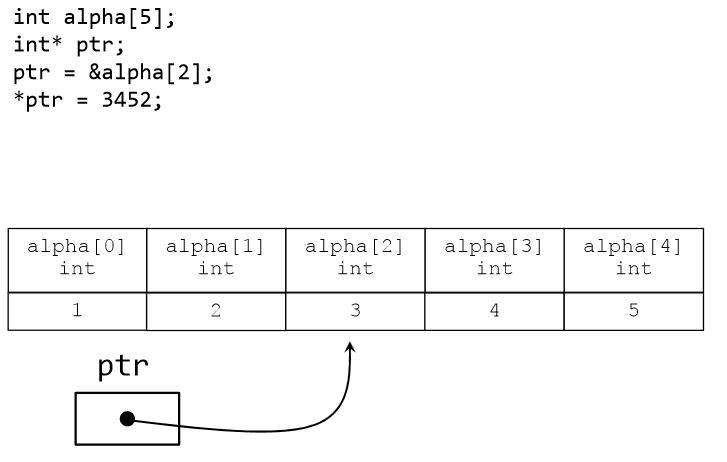 int alpha[5];
int* ptr;
ptr = &alpha[2];
*ptr = 3452;
alpha[0] alpha[1] alpha[2] alpha[3] alpha[4]
int int int int int
1 2 3 4 5
ptr